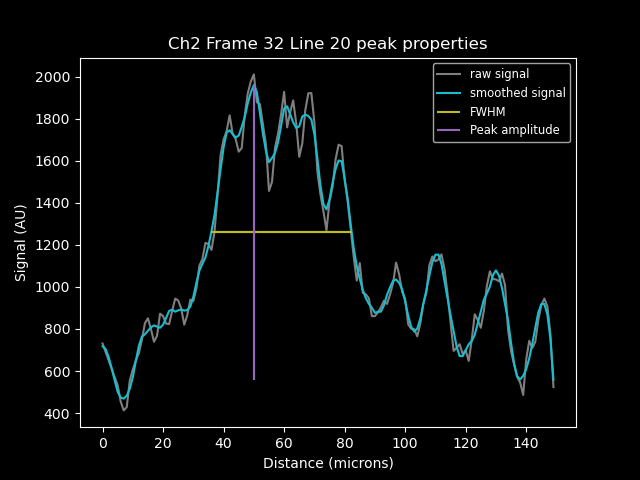 Ch2 Frame 32 Line 20 peak properties
raw signal
smoothed signal
FWHM
Peak amplitude
Signal (AU)
2000
1800
1600
1400
1200
1000
800
600
400
0 20 40 60 80 100 120 140
Distance (microns)